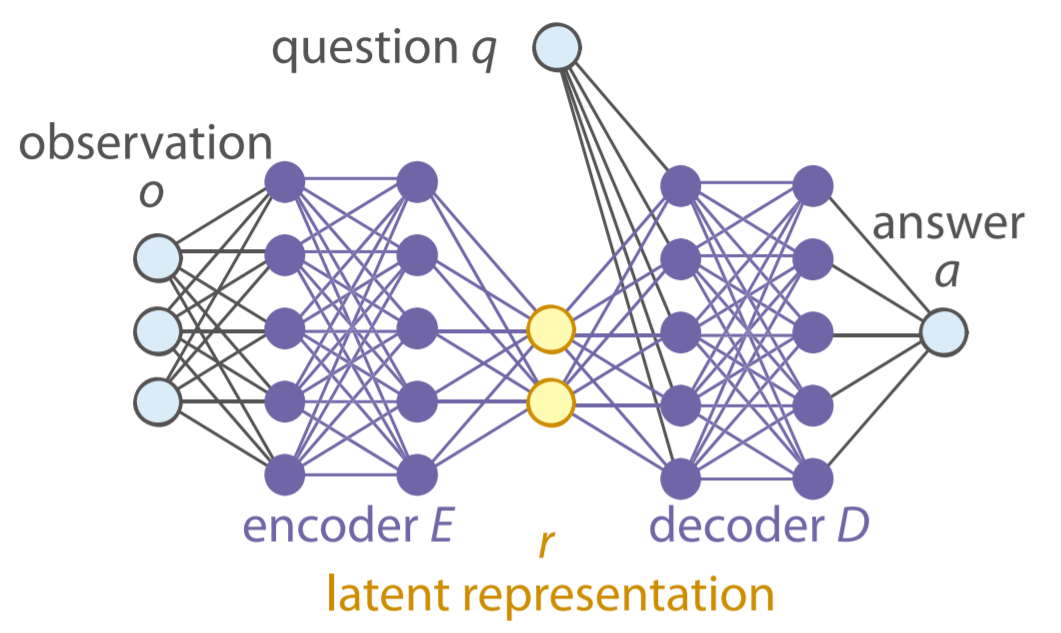 question q
observation
o
answer
a
encoder E
decoder D
r
latent representation